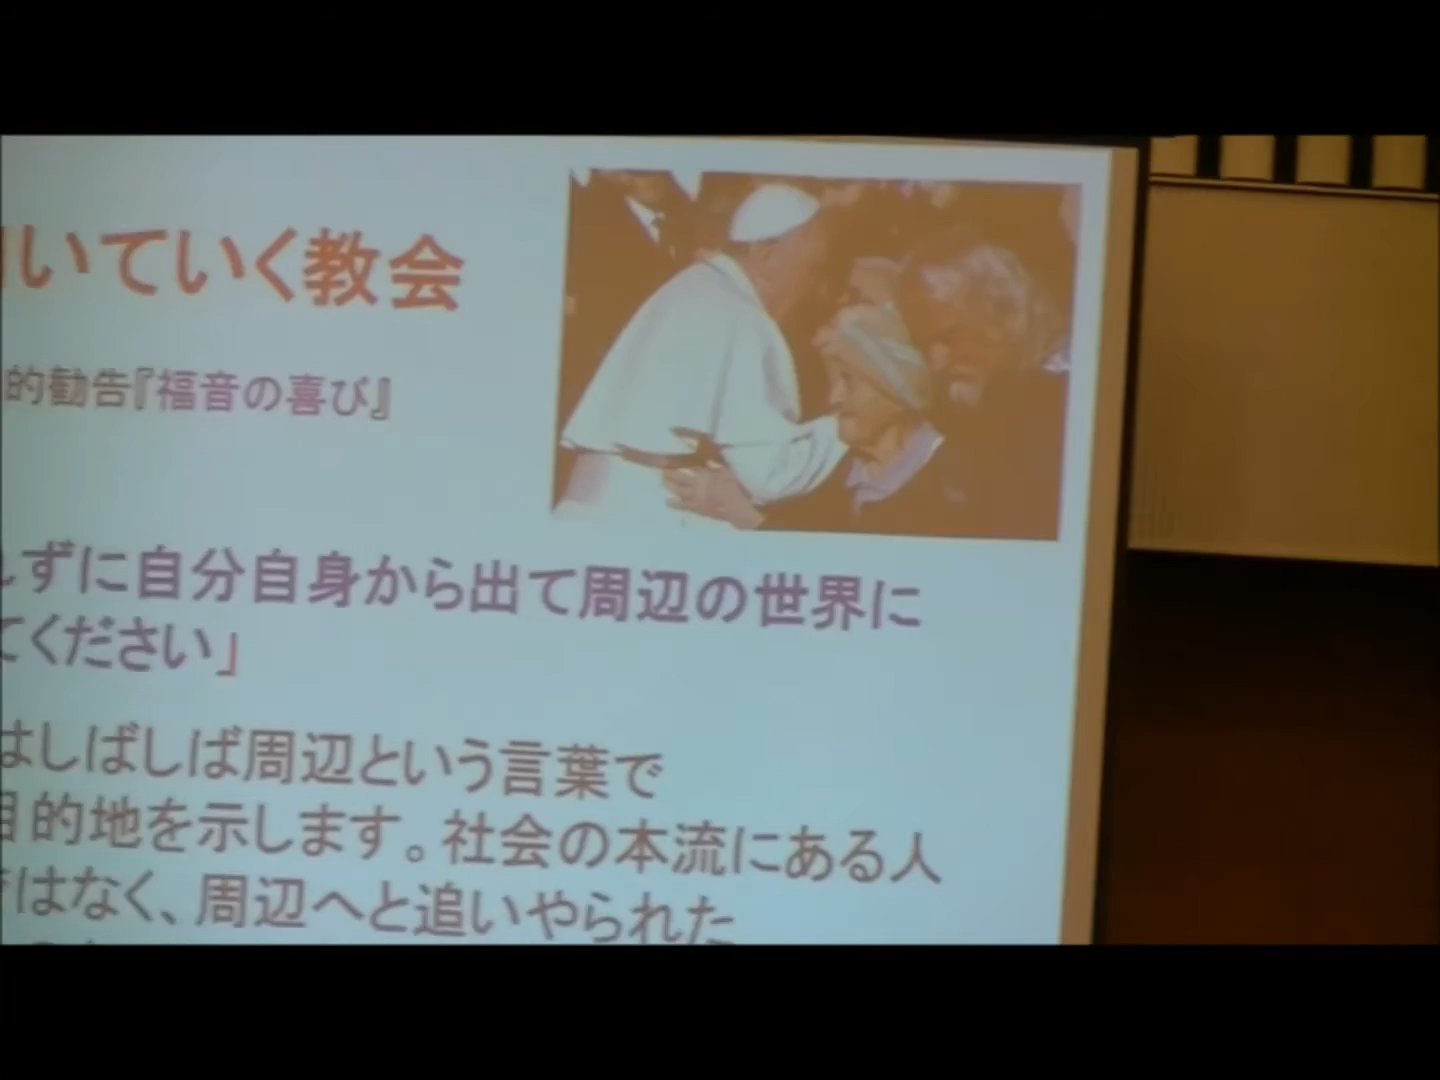 いていく教会
的勧告『福音の喜び』
ずに自分自身から出て周辺の世界に
てください」
はしばしば周辺という言葉で
目的地を示します。社会の本流にある人
はなく、周辺へと追いやられた